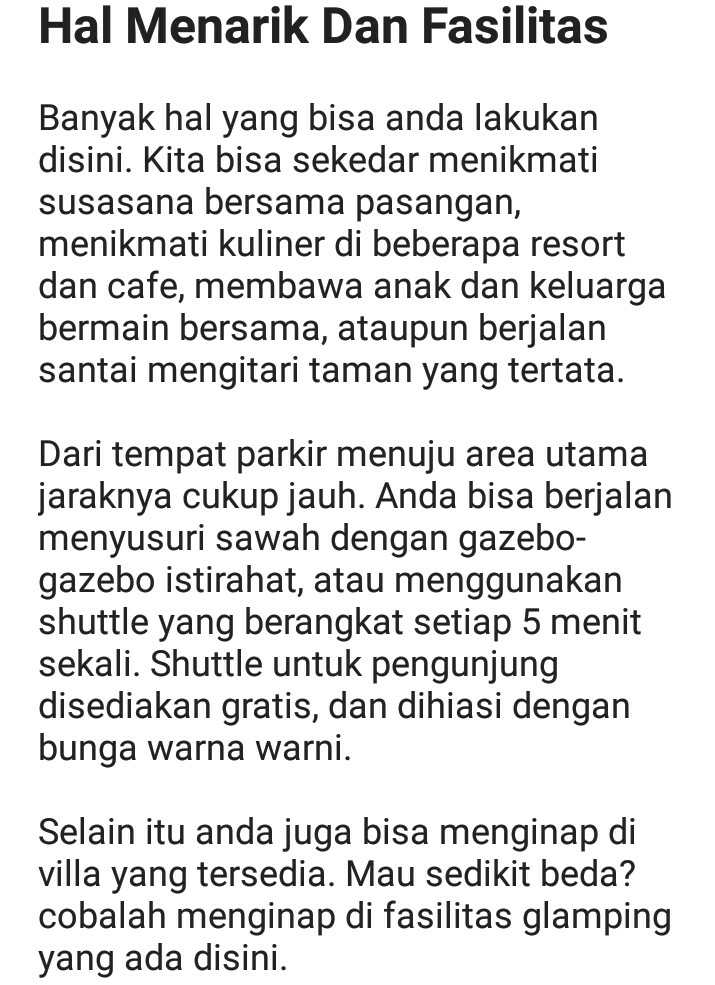 Hal Menarik Dan Fasilitas
Banyak hal yang bisa anda lakukan
disini. Kita bisa sekedar menikmati
susasana bersama pasangan,
menikmati kuliner di beberapa resort
dan cafe, membawa anak dan keluarga
bermain bersama, ataupun berjalan
santai mengitari taman yang tertata.
Dari tempat parkir menuju area utama
jaraknya cukup jauh. Anda bisa berjalan
menyusuri sawah dengan gazebo-
gazebo istirahat, atau menggunakan
shuttle yang berangkat setiap 5 menit
sekali. Shuttle untuk pengunjung
disediakan gratis, dan dihiasi dengan
bunga warna warni.
Selain itu anda juga bisa menginap di
villa yang tersedia. Mau sedikit beda?
cobalah menginap di fasilitas glamping
yang ada disini.